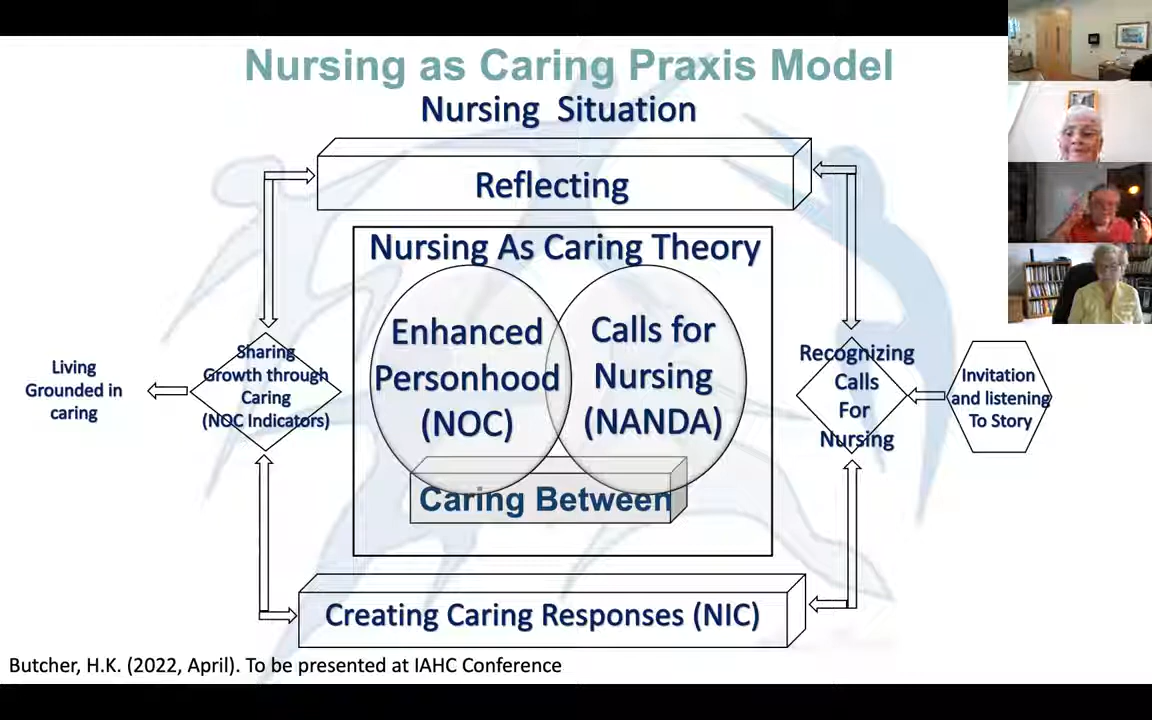 Nursing as Caring Praxis Model
Nursing Situation
Reflecting
Nursing As Caring Theory
Enhanced
Personhood
(NOC)
Calls for
Nursing
(NANDA)
Caring Between
Living
Grounded in
caring
Sharing
Growth through
Caring
(NOC Indicators)
Recognizing
Calls
For
Nursing
Invitation
and listening
To Story
Creating Caring Responses (NIC)
Butcher, H.K. (2022, April). To be presented at IAHC Conference